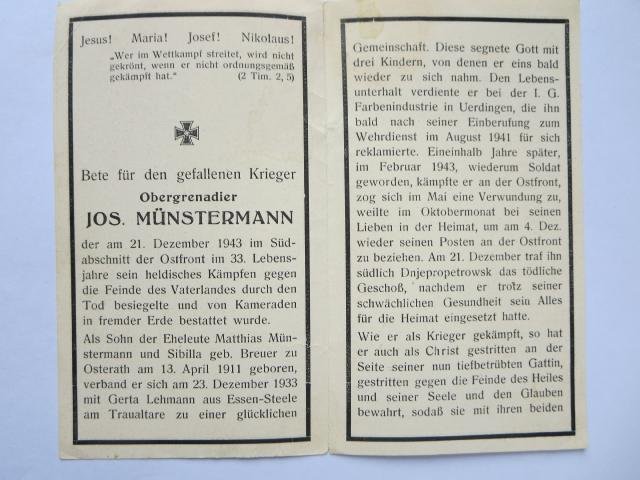 Jesus! Maria! Josef! Nikolaus!
„Wer im Wettkampf streitet, wird nicht
gekrönt, wenn er nicht ordnungsgemäß
gekämpft hat.“ (2 Tim. 2, 5)
Bete für den gefallenen Krieger
Obergrenadier
JOS. MÜNSTERMANN
der am 21. Dezember 1943 im Süd-
abschnitt der Ostfront im 33. Lebens-
jahre sein heldisches Kämpfen gegen
die Feinde des Vaterlandes durch den
Tod besiegelte und von Kameraden
in fremder Erde bestattet wurde.
Als Sohn der Eheleute Matthias Mün-
stermann und Sibilla geb. Breuer zu
Osterath am 13. April 1911 geboren,
verband er sich am 23. Dezember 1933
mit Gerta Lehmann aus Essen-Steele
am Traualtare zu einer glücklichen
Gemeinschaft. Diese segnete Gott mit
drei Kindern, von denen er eins bald
wieder zu sich nahm. Den Lebens-
unterhalt verdiente er bei der I. G.
Farbenindustrie in Uerdingen, die ihn
bald nach seiner Einberufung zum
Wehrdienst im August 1941 für sich
reklamierte. Eineinhalb Jahre später,
im Februar 1943, wiederum Soldat
geworden, kämpfte er an der Ostfront,
zog sich im Mai eine Verwundung zu,
weilte im Oktobermonat bei seinen
Lieben in der Heimat, um am 4. Dez.
wieder seinen Posten an der Ostfront
zu beziehen. Am 21. Dezember traf ihn
südlich Dnjepropetrowsk das tödliche
Geschoß, nachdem er trotz seiner
schwächlichen Gesundheit sein Alles
für die Heimat eingesetzt hatte.
Wie er als Krieger gekämpft, so hat
er auch als Christ gestritten an der
Seite seiner nun tiefbetrübten Gattin,
gestritten gegen die Feinde des Heiles
und seiner Seele und den Glauben
bewahrt, sodaß sie mit ihren beiden